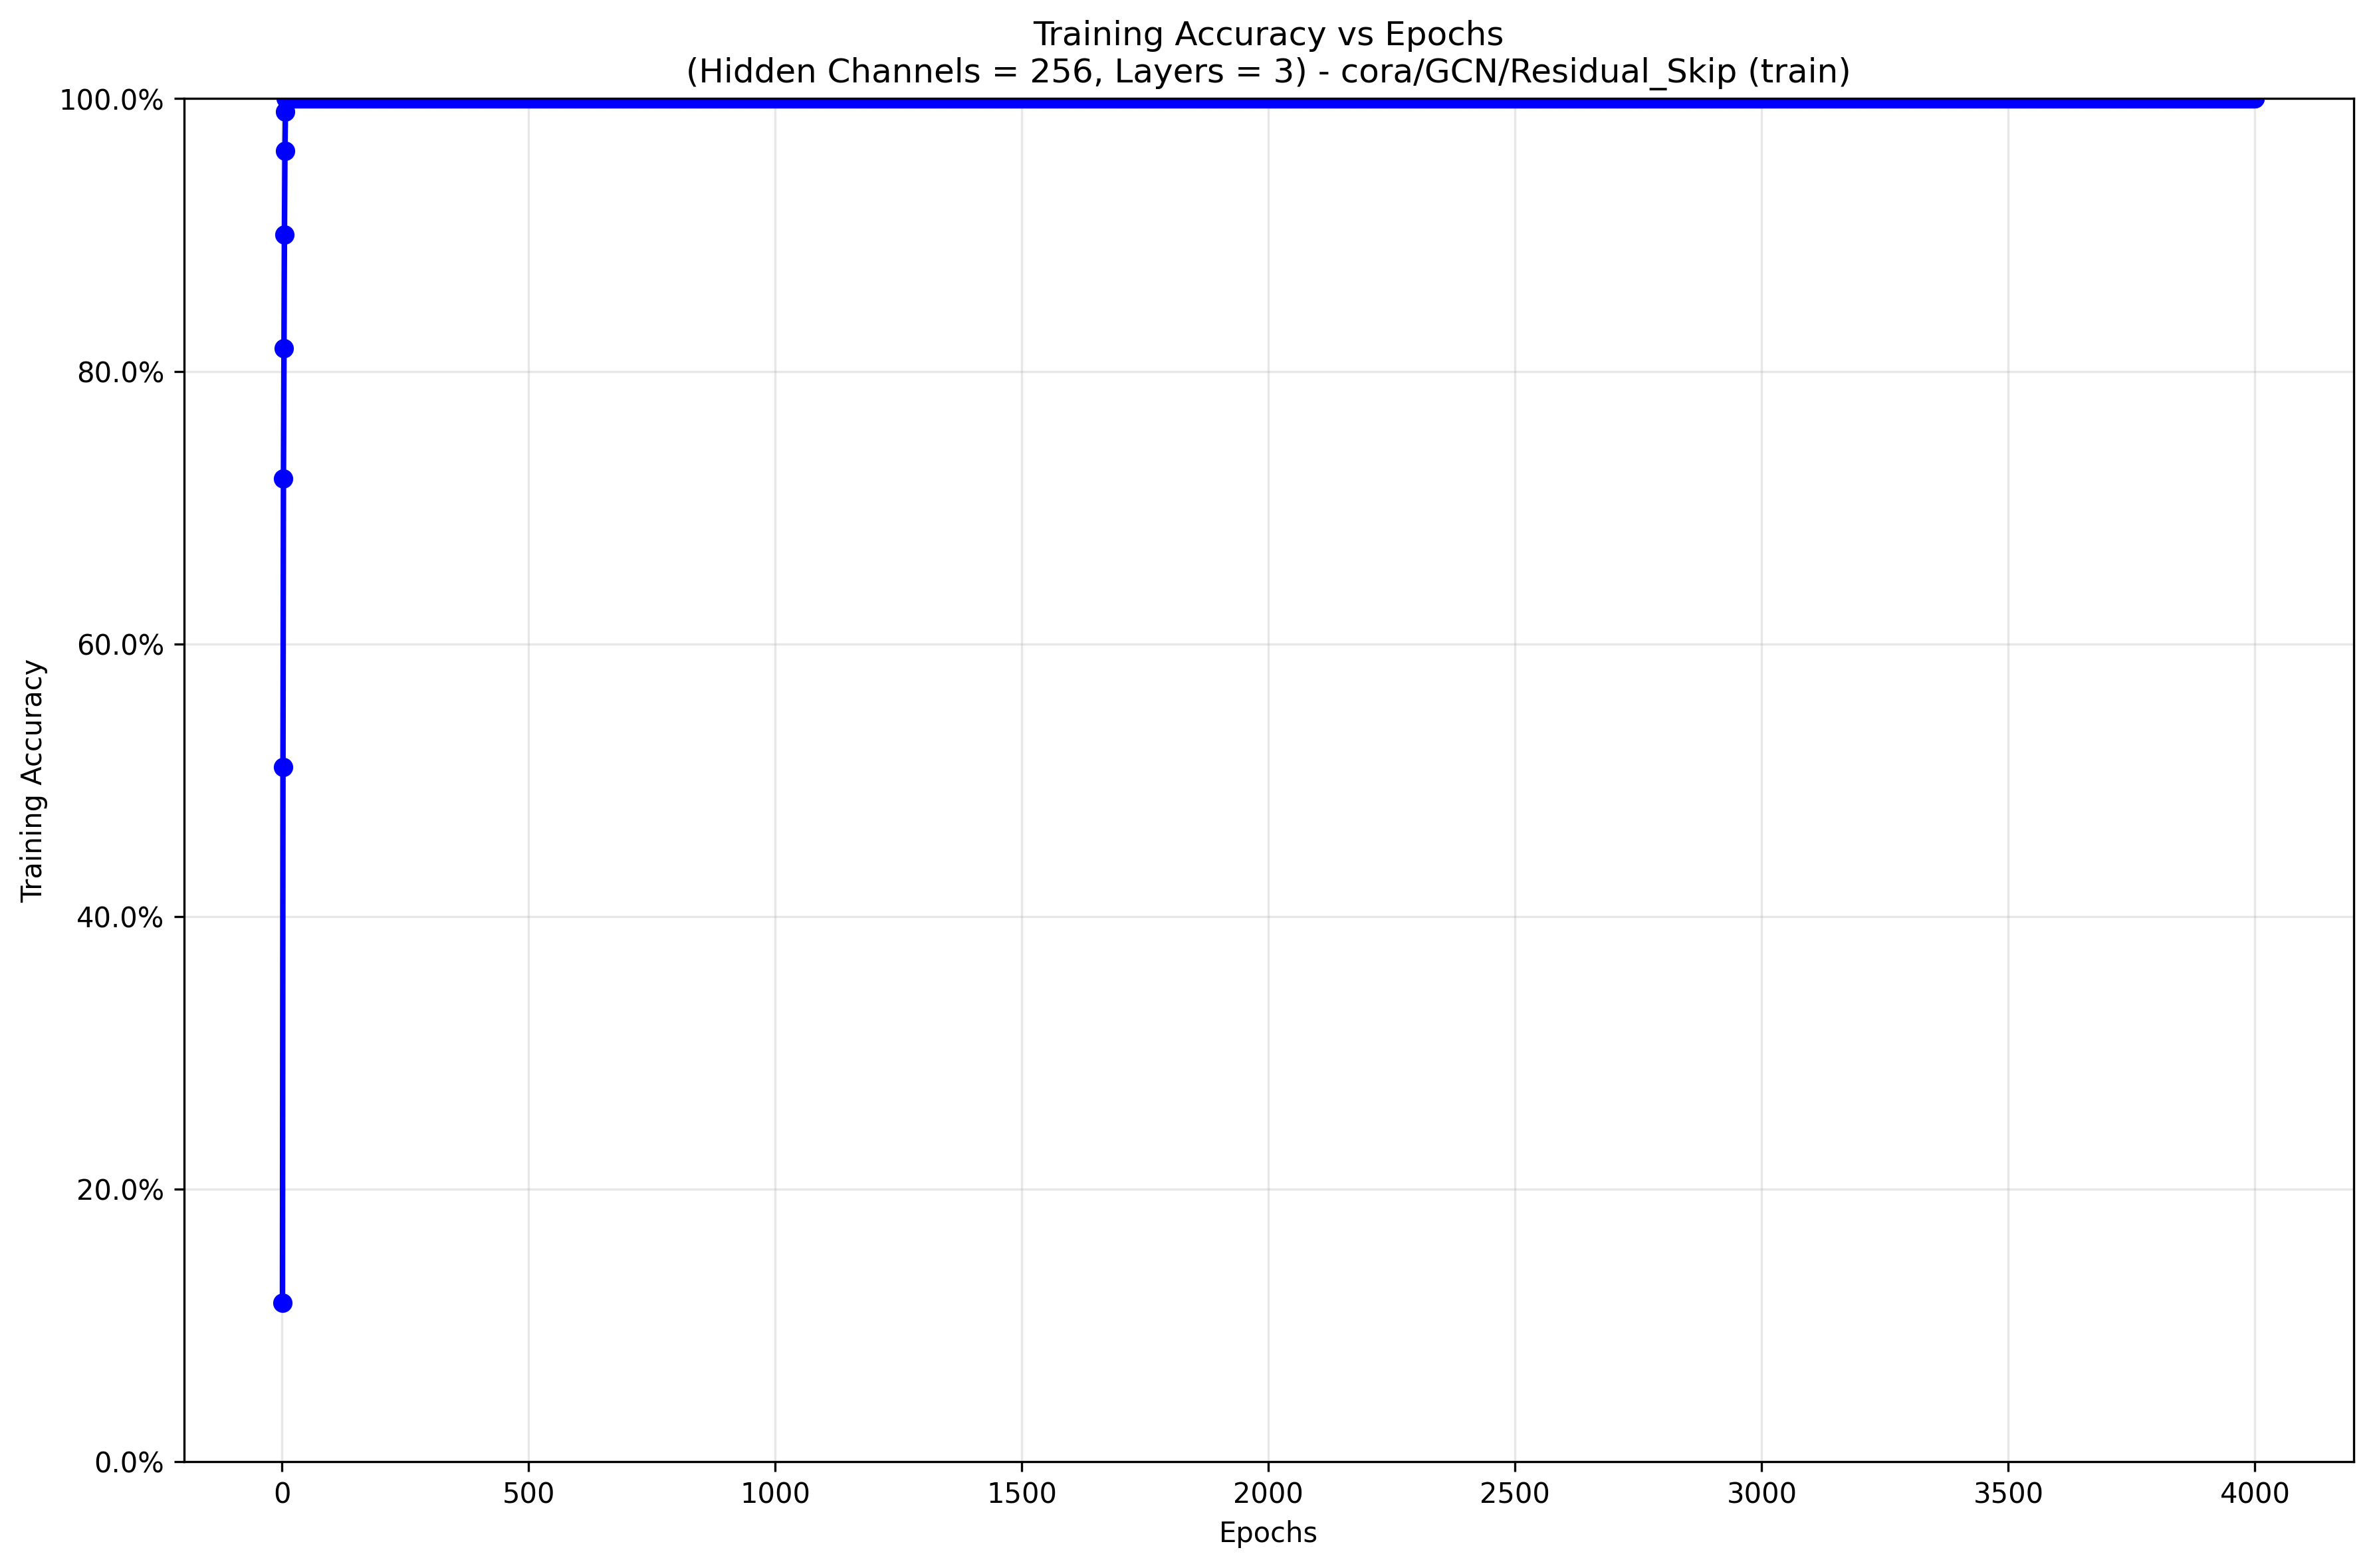 Training Accuracy vs Epochs
(Hidden Channels = 256, Layers = 3) - cora/GCN/Residual_Skip (train)
100.0%
80.0%
60.0%
40.0%
20.0%
0.0%
Training Accuracy
0 500 1000 1500 2000 2500 3000 3500 4000
Epochs